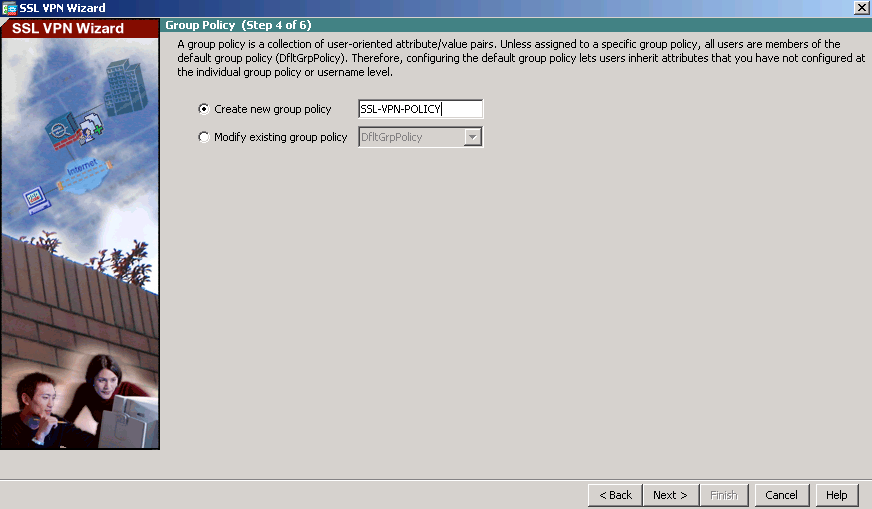 SSL VPN Wizard
SSL VPN Wizard
Group Policy (Step 4 of 6)
A group policy is a collection of user-oriented attribute/value pairs. Unless assigned to a specific group policy, all users are members of the
default group policy (DfltGrpPolicy). Therefore, configuring the default group policy lets users inherit attributes that you have not configured at
the individual group policy or username level.
Create new group policy SSL-VPN-POLICY
Modify existing group policy DfltGrpPolicy
Internet
< Back Next > Finish Cancel Help